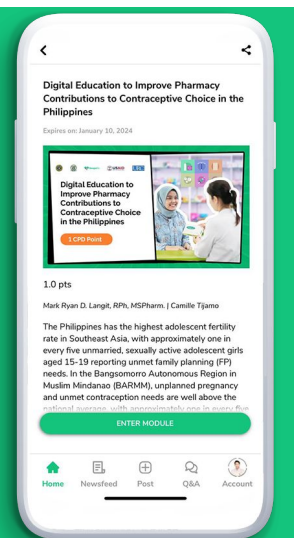 Digital Education to Improve Pharmacy
Contributions to Contraceptive Choice in the
Philippines
Expires on: January 10, 2024
USAID
Digital Education to
Improve Pharmacy
Contributions to
Contraceptive Choice
in the Philippines
1 CPD Point
1.0 pts
Mark Ryan D. Langit, RPh, MSPharm. | Camille Tijamo
The Philippines has the highest adolescent fertility
rate in Southeast Asia, with approximately one in
every five unmarried, sexually active adolescent girls
aged 15-19 reporting unmet family planning (FP)
needs. In the Bangsomoro Autonomous Region in
Muslim Mindanao (BARMM), unplanned pregnancy
and unmet contraception needs are well above the
national average, with approximately one in every five
ENTER MODULE
Home Newsfeed Post Q&A Account